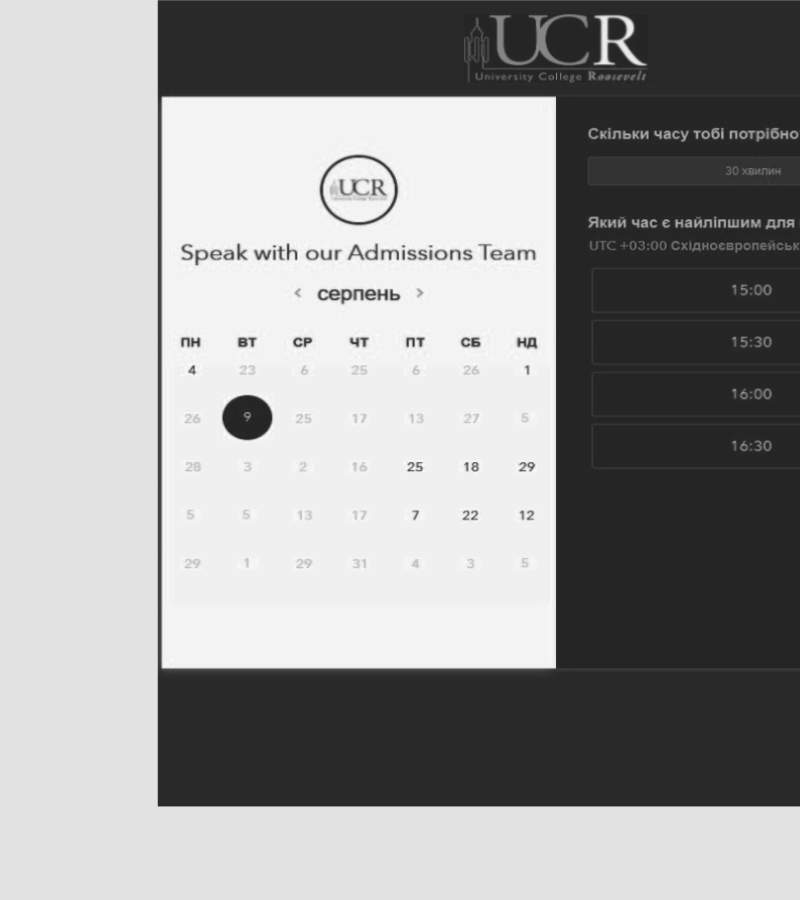 UCR
University College Roosevelt
UCR
Speak with our Admissions Team
< серпень >
ПН ВТ СР ЧТ ПТ СБ НД
4 23 6 25 6 26 1
26 9 25 17 13 27 5
28 3 2 16 25 18 29
5 5 13 17 7 22 12
29 1 29 31 4 3 5
Скільки часу тобі потрібно
30 хвилин
Який час є найліпшим для
UTC +03:00 Східноєвропейськ
15:00
15:30
16:00
16:30